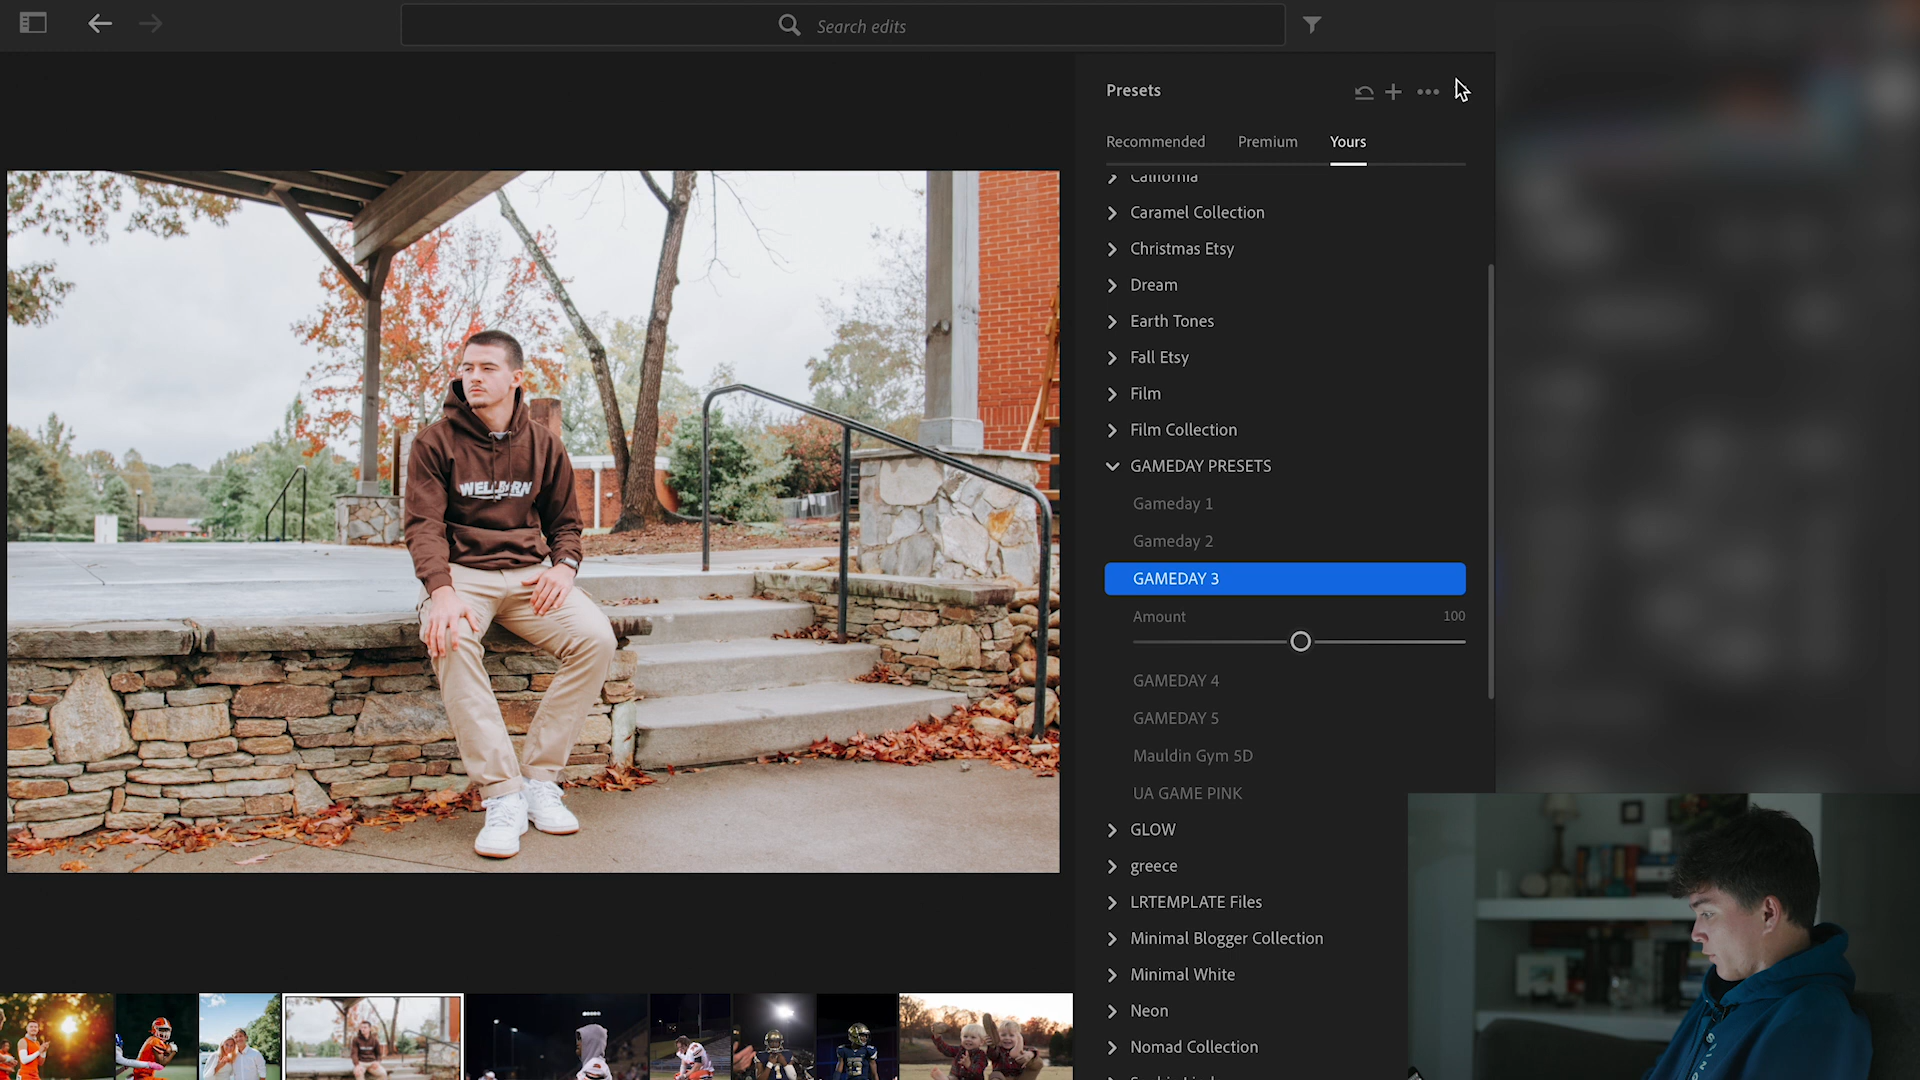 Search edits
Presets
Recommended Premium Yours
California
Caramel Collection
Christmas Etsy
Dream
Earth Tones
Fall Etsy
Film
Film Collection
GAMEDAY PRESETS
Gameday 1
Gameday 2
GAMEDAY 3
Amount 100
GAMEDAY 4
GAMEDAY 5
Mauldin Gym 5D
UA GAME PINK
GLOW
greece
LRTEMPLATE Files
Minimal Blogger Collection
Minimal White
Neon
Nomad Collection